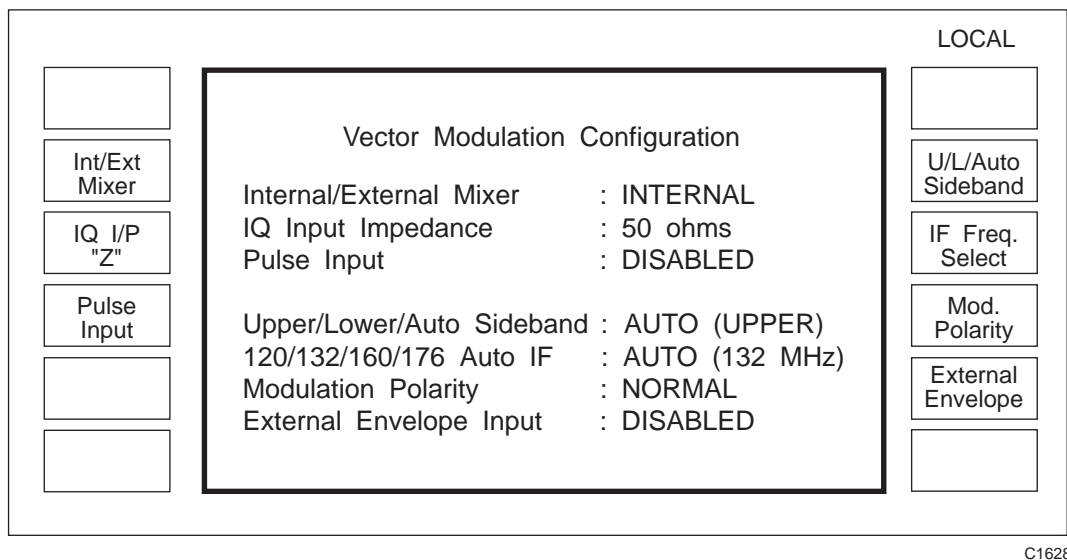 LOCAL
Int/Ext
Mixer
IQ I/P
"Z"
Pulse
Input
Vector Modulation Configuration
Internal/External Mixer : INTERNAL
IQ Input Impedance : 50 ohms
Pulse Input : DISABLED
Upper/Lower/Auto Sideband : AUTO (UPPER)
120/132/160/176 Auto IF : AUTO (132 MHz)
Modulation Polarity : NORMAL
External Envelope Input : DISABLED
U/L/Auto
Sideband
IF Freq.
Select
Mod.
Polarity
External
Envelope
C1628